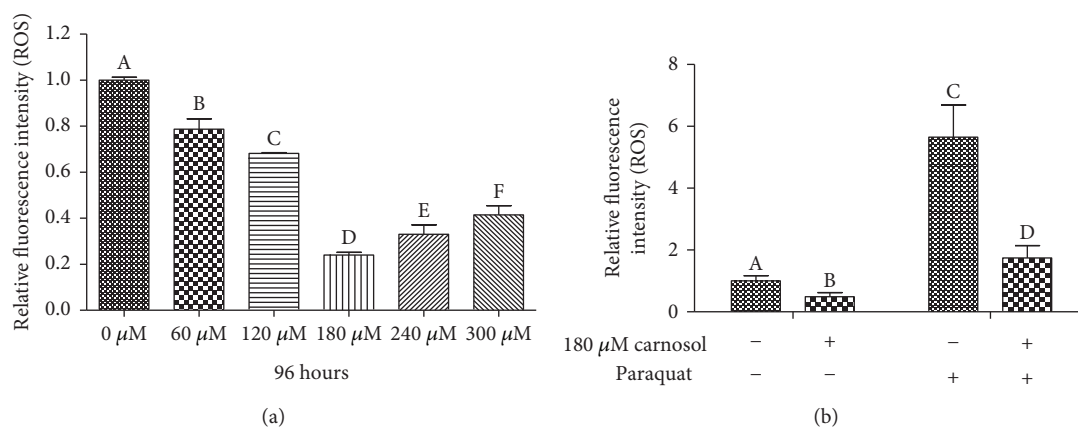 Relative fluorescence intensity (ROS)
1.2
1.0
0.8
0.6
0.4
0.2
0.0
A
B
C
D
E
F
0 μM 60 μM 120 μM 180 μM 240 μM 300 μM
96 hours
(a)
Relative fluorescence
intensity (ROS)
8
6
4
2
0
A
B
C
D
180 μM carnosol − + − +
Paraquat − − + +
(b)